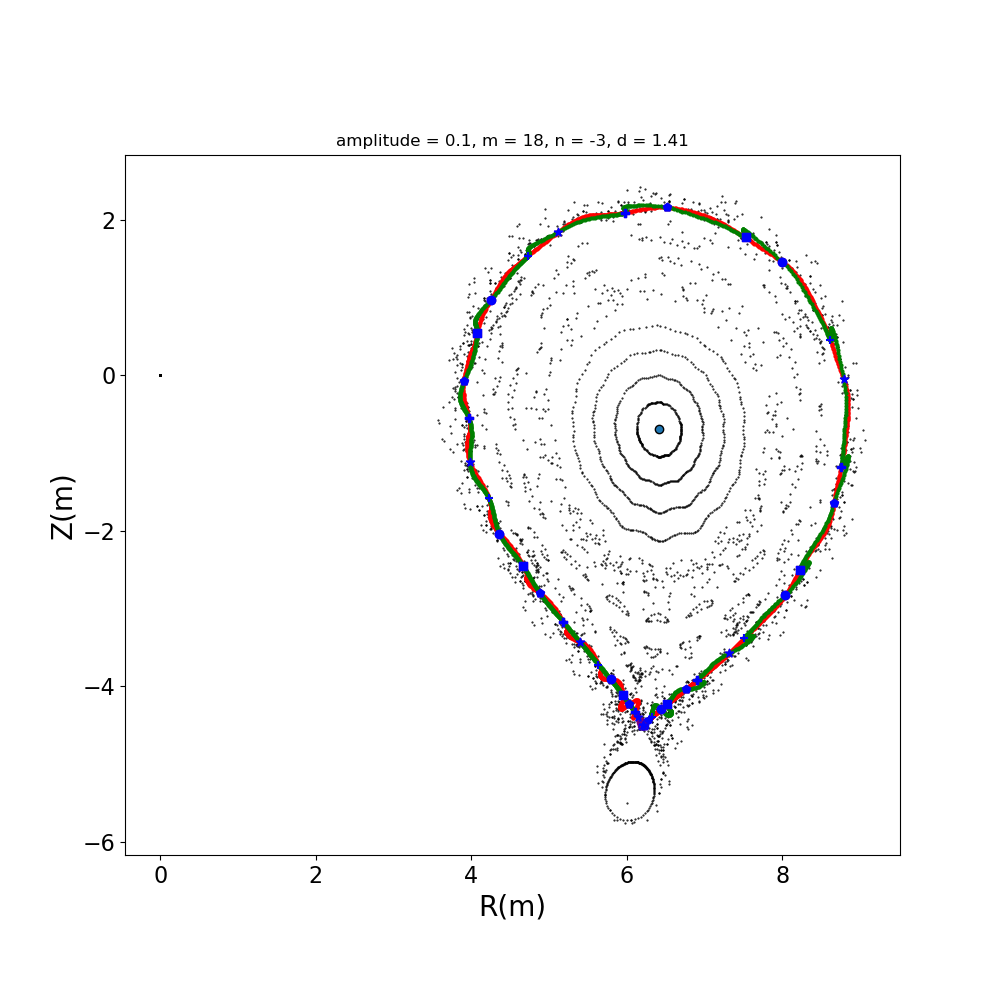 amplitude = 0.1, m = 18, n = -3, d = 1.41
2
0
−2
−4
−6
Z(m)
0 2 4 6 8
R(m)